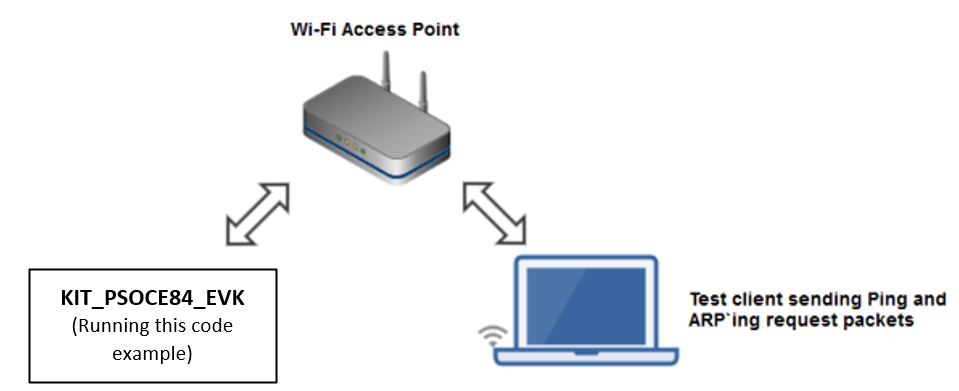 Wi-Fi Access Point
KIT_PSOCE84_EVK
(Running this code
example)
Test client sending Ping and
ARP`ing request packets